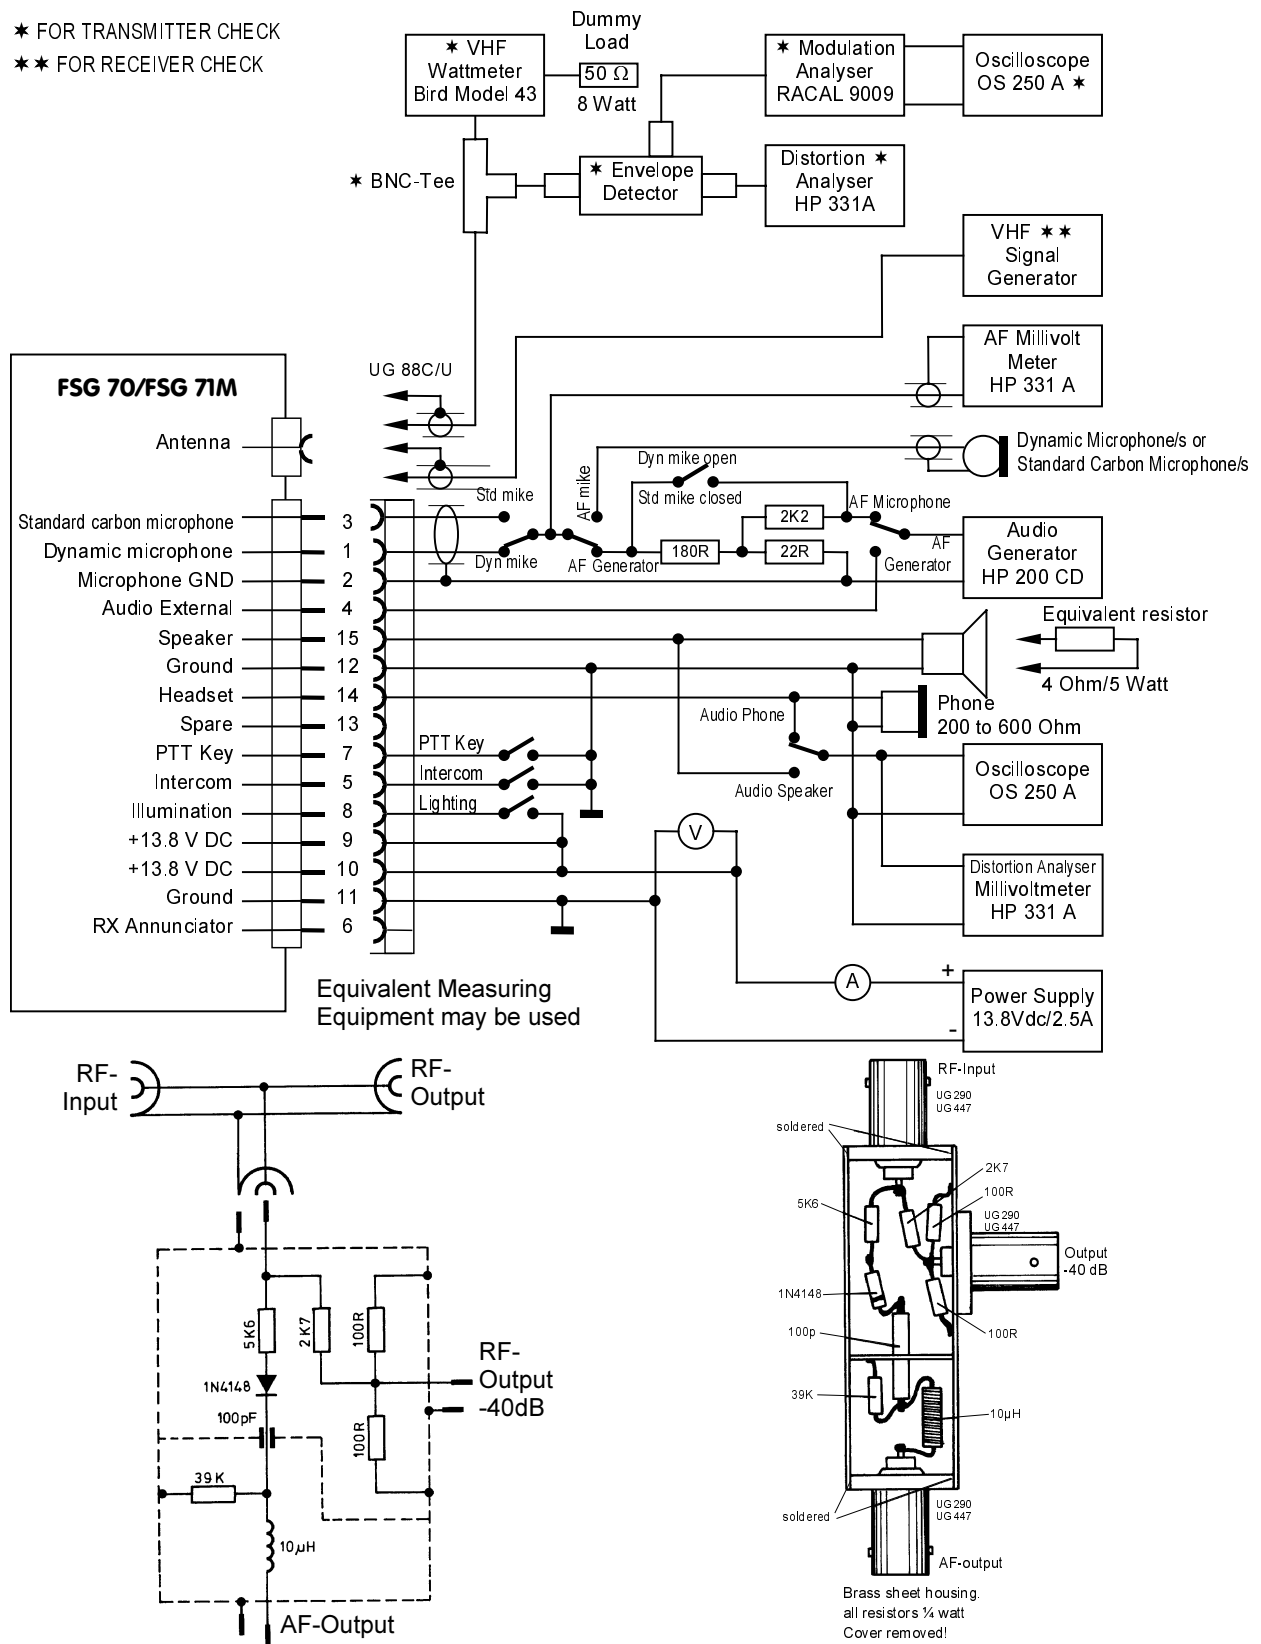 ✶ FOR TRANSMITTER CHECK
✶✶ FOR RECEIVER CHECK
✶ VHF
Wattmeter
Bird Model 43
Dummy
Load
50 Ω
8 Watt
✶ Modulation
Analyser
RACAL 9009
Oscilloscope
OS 250 A ✶
✶ BNC-Tee
✶ Envelope
Detector
Distortion ✶
Analyser
HP 331A
VHF ✶✶
Signal
Generator
AF Millivolt
Meter
HP 331 A
FSG 70/FSG 71M
UG 88C/U
Antenna
Dynamic Microphone/s or
Standard Carbon Microphone/s
Dyn mike open
Std mike closed
AF mike
Std mike
Dyn mike
AF Generator
180R
2K2
22R
AF Microphone
AF
Generator
Audio
Generator
HP 200 CD
Standard carbon microphone 3
Dynamic microphone 1
Microphone GND 2
Audio External 4
Speaker 15
Ground 12
Headset 14
Spare 13
PTT Key 7
Intercom 5
Illumination 8
+13.8 V DC 9
+13.8 V DC 10
Ground 11
RX Annunciator 6
PTT Key
Intercom
Lighting
Equivalent resistor
4 Ohm/5 Watt
Phone
200 to 600 Ohm
Audio Phone
Audio Speaker
Oscilloscope
OS 250 A
V
Distortion Analyser
Millivoltmeter
HP 331 A
A
+
-
Power Supply
13.8Vdc/2.5A
Equivalent Measuring
Equipment may be used
RF-
Input
RF-
Output
5K6
2K7
100R
1N4148
100pF
100R
RF-
Output
-40dB
39K
10µH
AF-Output
RF-Input
UG 290
UG 447
soldered
2K7
100R
5K6
UG 290
UG 447
Output
-40 dB
1N4148
100p
100R
39K
10µH
soldered
UG 290
UG 447
AF-output
Brass sheet housing.
all resistors ¼ watt
Cover removed!